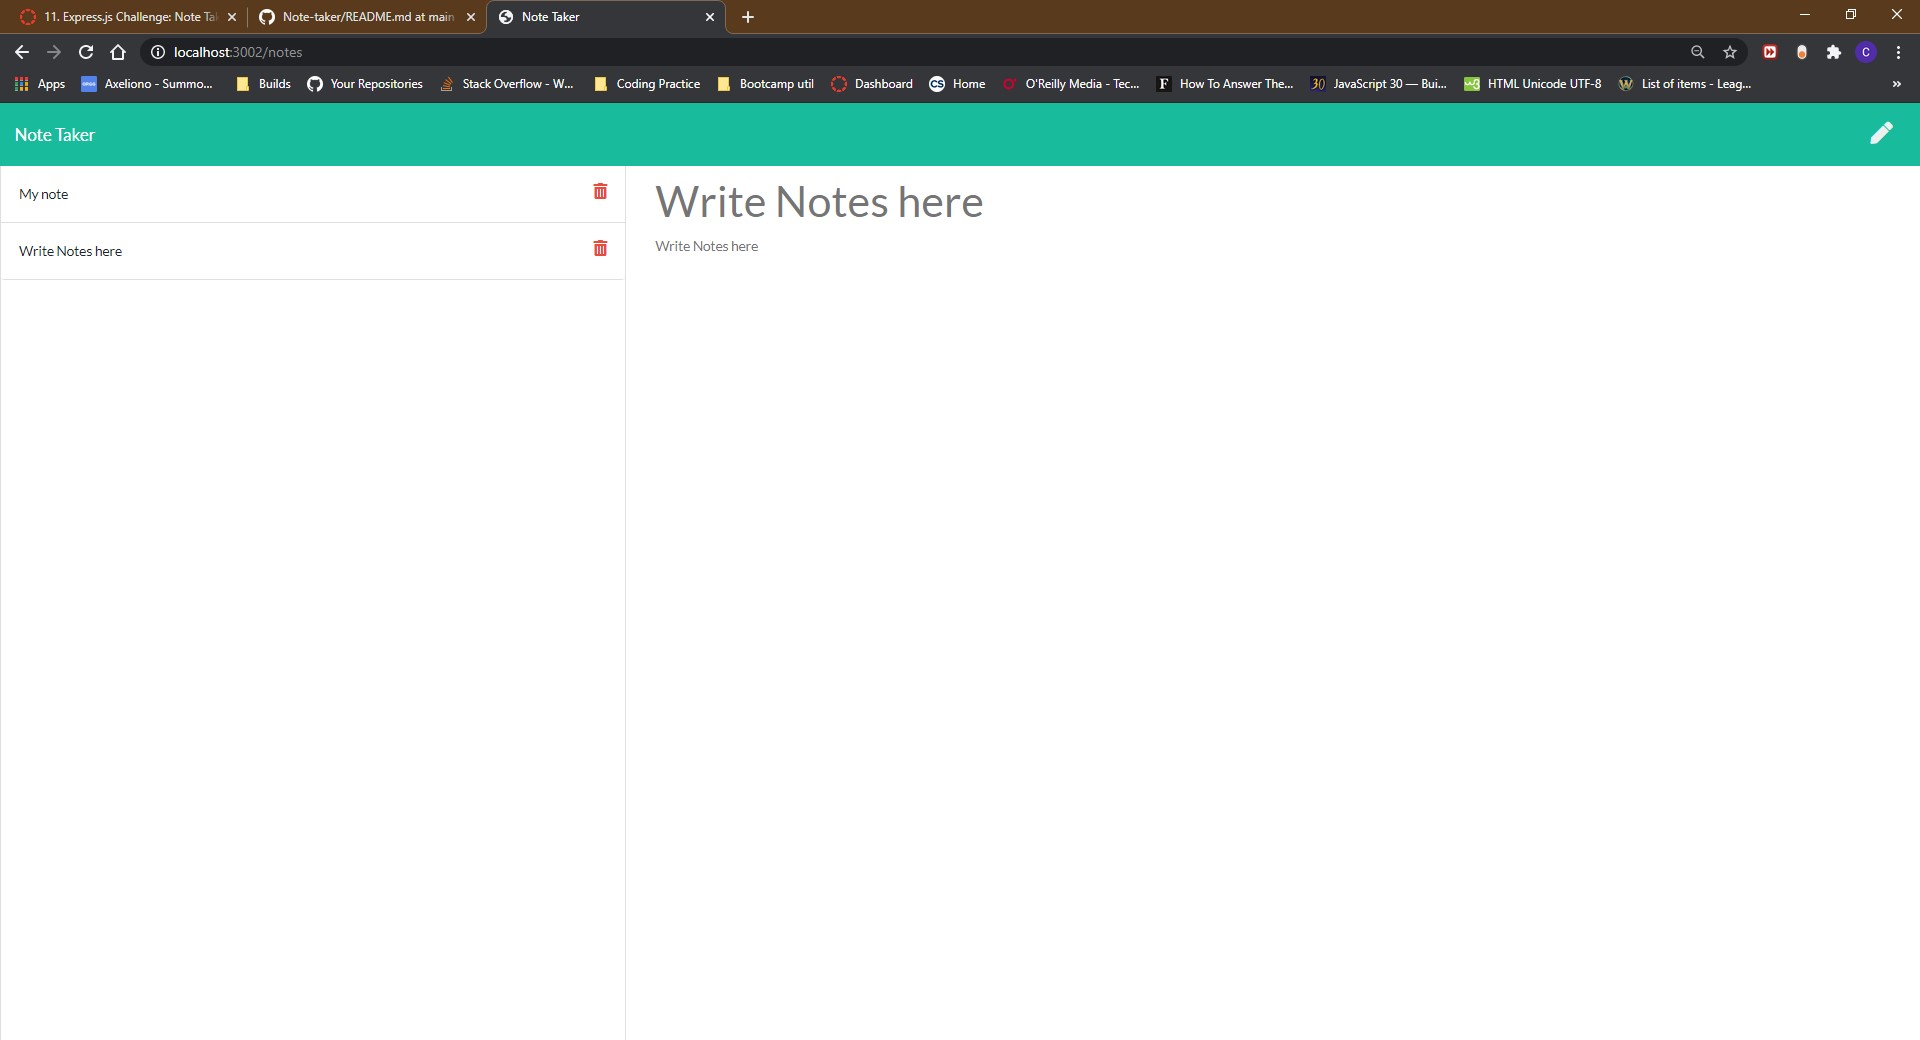 11. Express.js Challenge: Note Ta
Note-taker/README.md at main
Note Taker
localhost:3002/notes
C
Apps
Axeliono - Summo...
Builds
Your Repositories
Stack Overflow - W...
Coding Practice
Bootcamp util
Dashboard
CS
Home
O'Reilly Media - Tec...
F
How To Answer The...
30
JavaScript 30 — Bui...
HTML Unicode UTF-8
W
List of items - Leag...
»
Note Taker
My note
Write Notes here
Write Notes here
Write Notes here